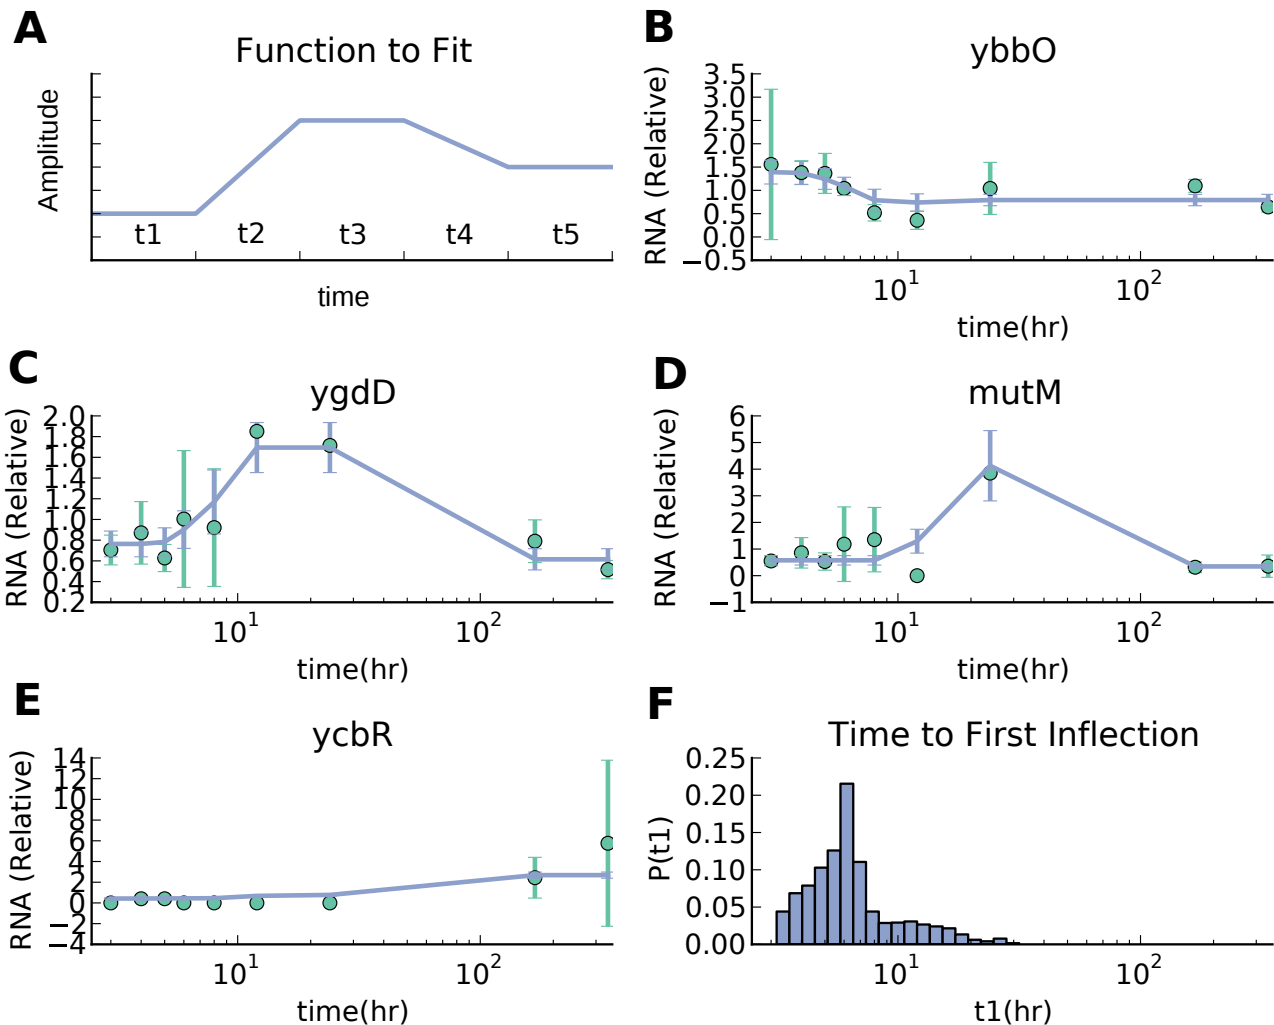 A
Function to Fit
Amplitude
t1 t2 t3 t4 t5
time
B
ybbO
RNA (Relative)
3.5
3.0
2.5
2.0
1.5
1.0
0.5
0.0
−0.5
10¹ 10²
time(hr)
C
ygdD
RNA (Relative)
2.0
1.8
1.6
1.4
1.2
1.0
0.8
0.6
0.4
0.2
10¹ 10²
time(hr)
D
mutM
RNA (Relative)
6
5
4
3
2
1
0
−1
10¹ 10²
time(hr)
E
ycbR
RNA (Relative)
14
12
10
8
6
4
2
0
−2
−4
10¹ 10²
time(hr)
F
Time to First Inflection
P(t1)
0.25
0.20
0.15
0.10
0.05
0.00
10¹ 10²
t1(hr)